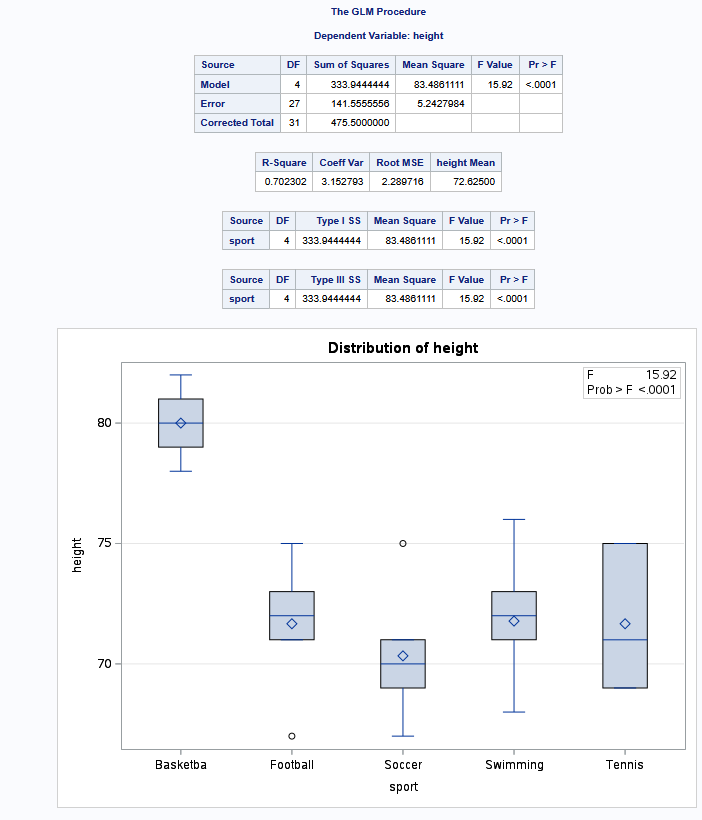 The GLM Procedure
Dependent Variable: height
Source DF Sum of Squares Mean Square F Value Pr > F
Model 4 333.9444444 83.4861111 15.92 <.0001
Error 27 141.5555556 5.2427984
Corrected Total 31 475.5000000
R-Square Coeff Var Root MSE height Mean
0.702302 3.152793 2.289716 72.62500
Source DF Type I SS Mean Square F Value Pr > F
sport 4 333.9444444 83.4861111 15.92 <.0001
Source DF Type III SS Mean Square F Value Pr > F
sport 4 333.9444444 83.4861111 15.92 <.0001
Distribution of height
F 15.92
Prob > F <.0001
80
75
70
height
Basketba Football Soccer Swimming Tennis
sport